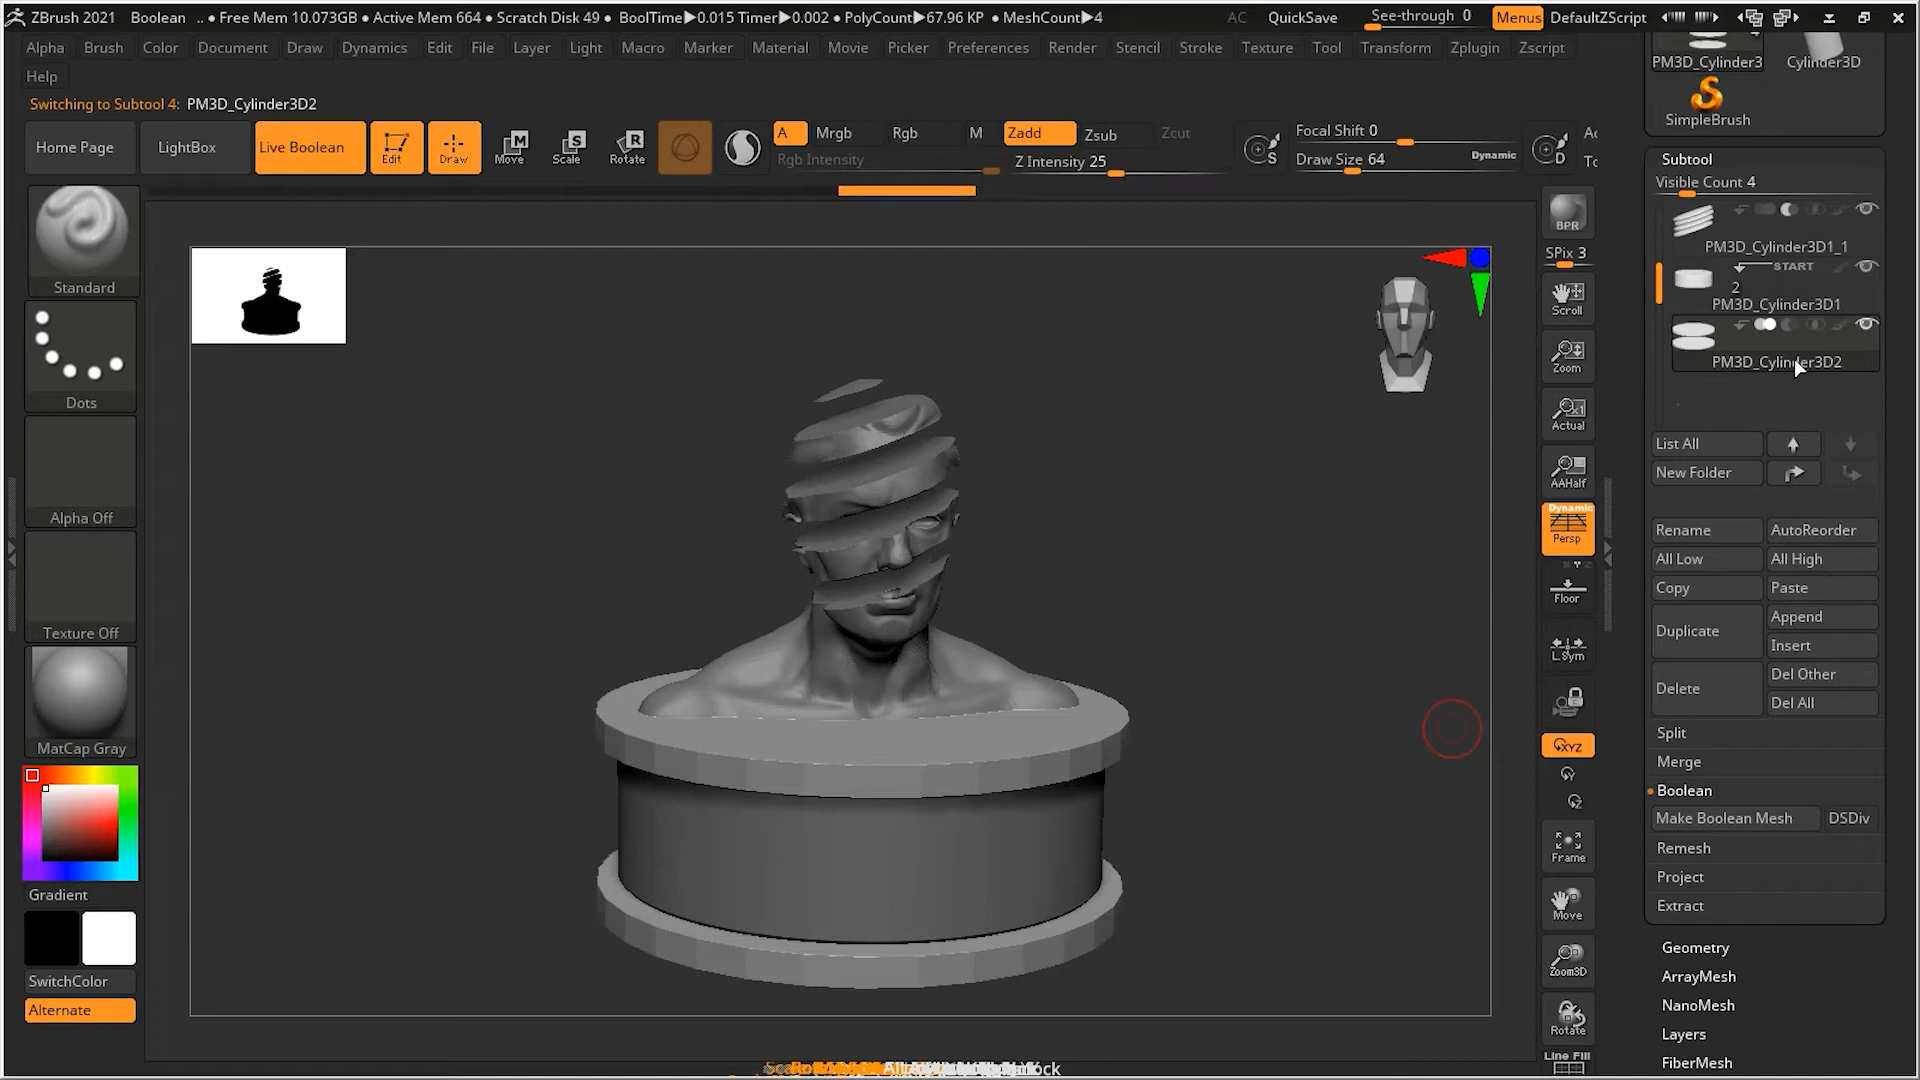 ZBrush 2021 Boolean .. • Free Mem 10.073GB • Active Mem 664 • Scratch Disk 49 • BoolTime▶0.015 Timer▶0.002 • PolyCount▶67.96 KP • MeshCount▶4 AC QuickSave See-through 0 Menus DefaultZScript
Alpha Brush Color Document Draw Dynamics Edit File Layer Light Macro Marker Material Movie Picker Preferences Render Stencil Stroke Texture Tool Transform Zplugin Zscript
Help
Switching to Subtool 4: PM3D_Cylinder3D2
Home Page LightBox Live Boolean Edit Draw Move Scale Rotate
A Mrgb Rgb M Zadd Zsub Zcut
Rgb Intensity Z Intensity 25
Focal Shift 0
Draw Size 64 Dynamic
Standard
Dots
Alpha Off
Texture Off
MatCap Gray
Gradient
SwitchColor
Alternate
BPR
SPix 3
Scroll
Zoom
Actual
AAHalf
Dynamic
Persp
Floor
L.Sym
XYZ
Frame
Move
Zoom3D
Rotate
Line Fill
PM3D_Cylinder3 Cylinder3D
SimpleBrush
Subtool
Visible Count 4
PM3D_Cylinder3D1_1
START
2
PM3D_Cylinder3D1
PM3D_Cylinder3D2
List All
New Folder
Rename AutoReorder
All Low All High
Copy Paste
Duplicate Append
Insert
Delete Del Other
Del All
Split
Merge
Boolean
Make Boolean Mesh DSDiv
Remesh
Project
Extract
Geometry
ArrayMesh
NanoMesh
Layers
FiberMesh